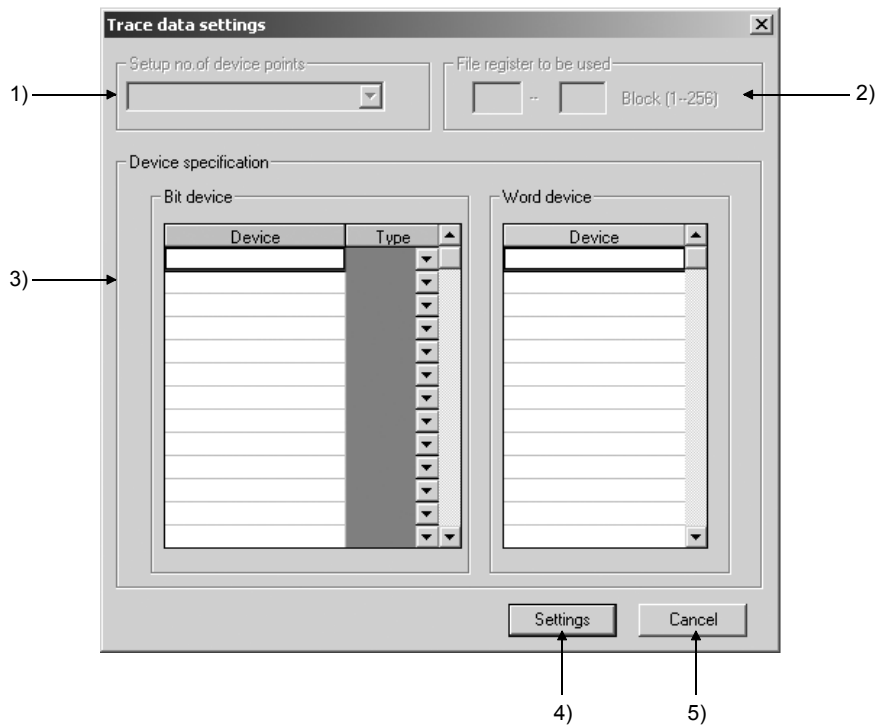 Trace data settings
Setup no.of device points
File register to be used
1)
-- Block (1--256)
2)
Device specification
Bit device
Word device
Device Type
Device
3)
Settings
Cancel
4)
5)